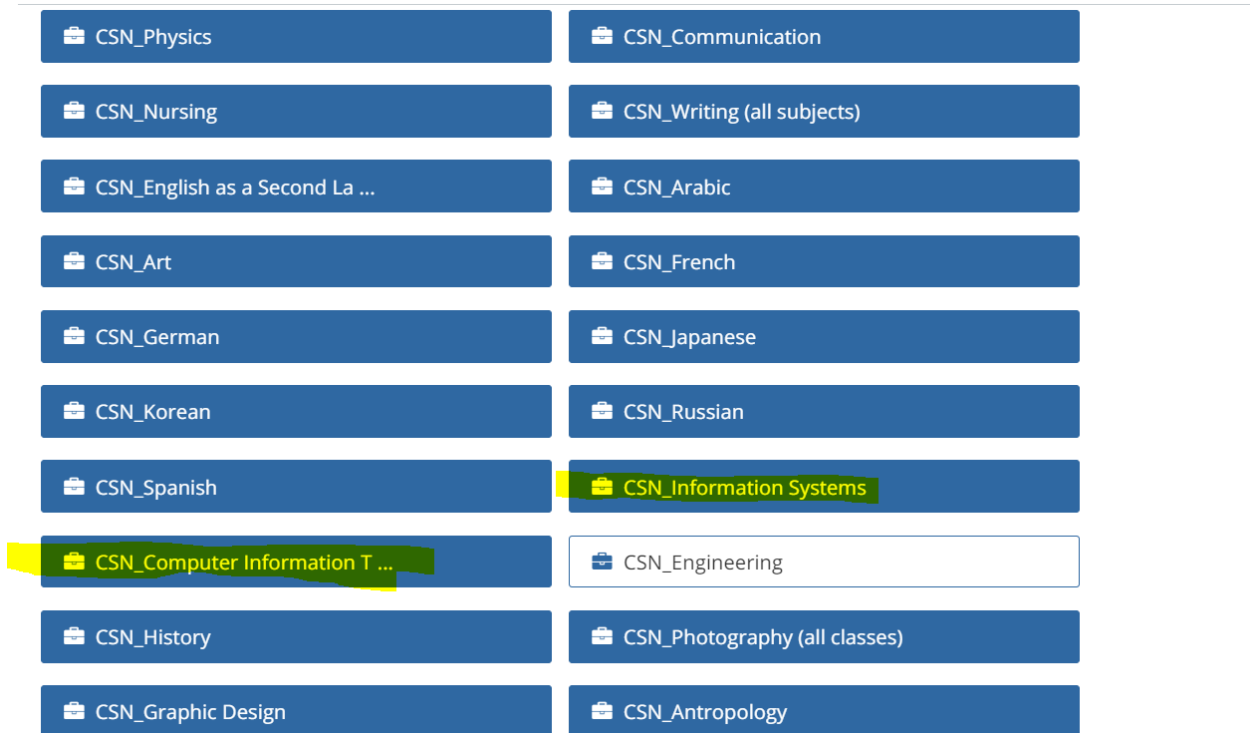 CSN_Physics
CSN_Communication
CSN_Nursing
CSN_Writing (all subjects)
CSN_English as a Second La ...
CSN_Arabic
CSN_Art
CSN_French
CSN_German
CSN_Japanese
CSN_Korean
CSN_Russian
CSN_Spanish
CSN_Information Systems
CSN_Computer Information T ...
CSN_Engineering
CSN_History
CSN_Photography (all classes)
CSN_Graphic Design
CSN_Antropology